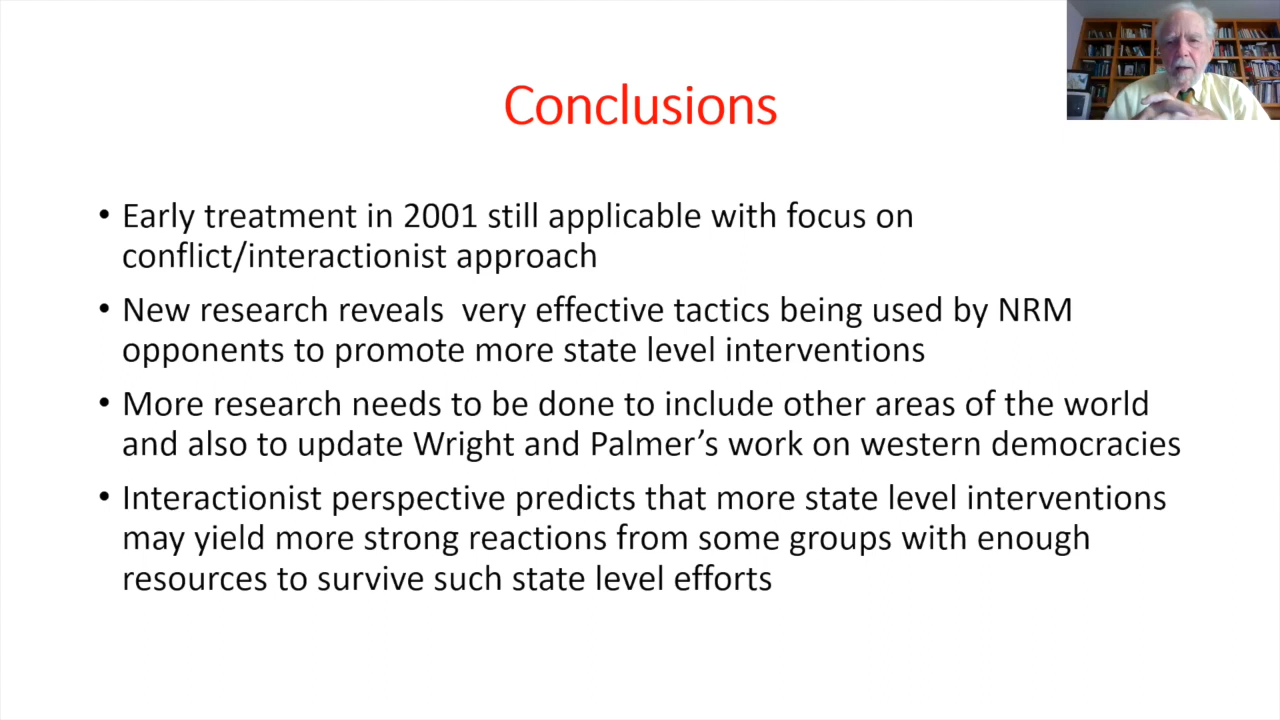 Conclusions
• Early treatment in 2001 still applicable with focus on
conflict/interactionist approach
• New research reveals  very effective tactics being used by NRM
opponents to promote more state level interventions
• More research needs to be done to include other areas of the world
and also to update Wright and Palmer’s work on western democracies
• Interactionist perspective predicts that more state level interventions
may yield more strong reactions from some groups with enough
resources to survive such state level efforts